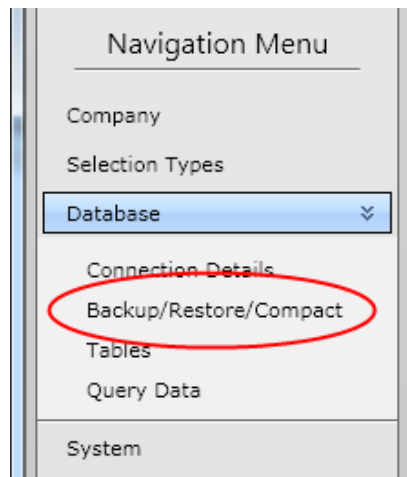 Navigation Menu
Company
Selection Types
Database
Connection Details
Backup/Restore/Compact
Tables
Query Data
System